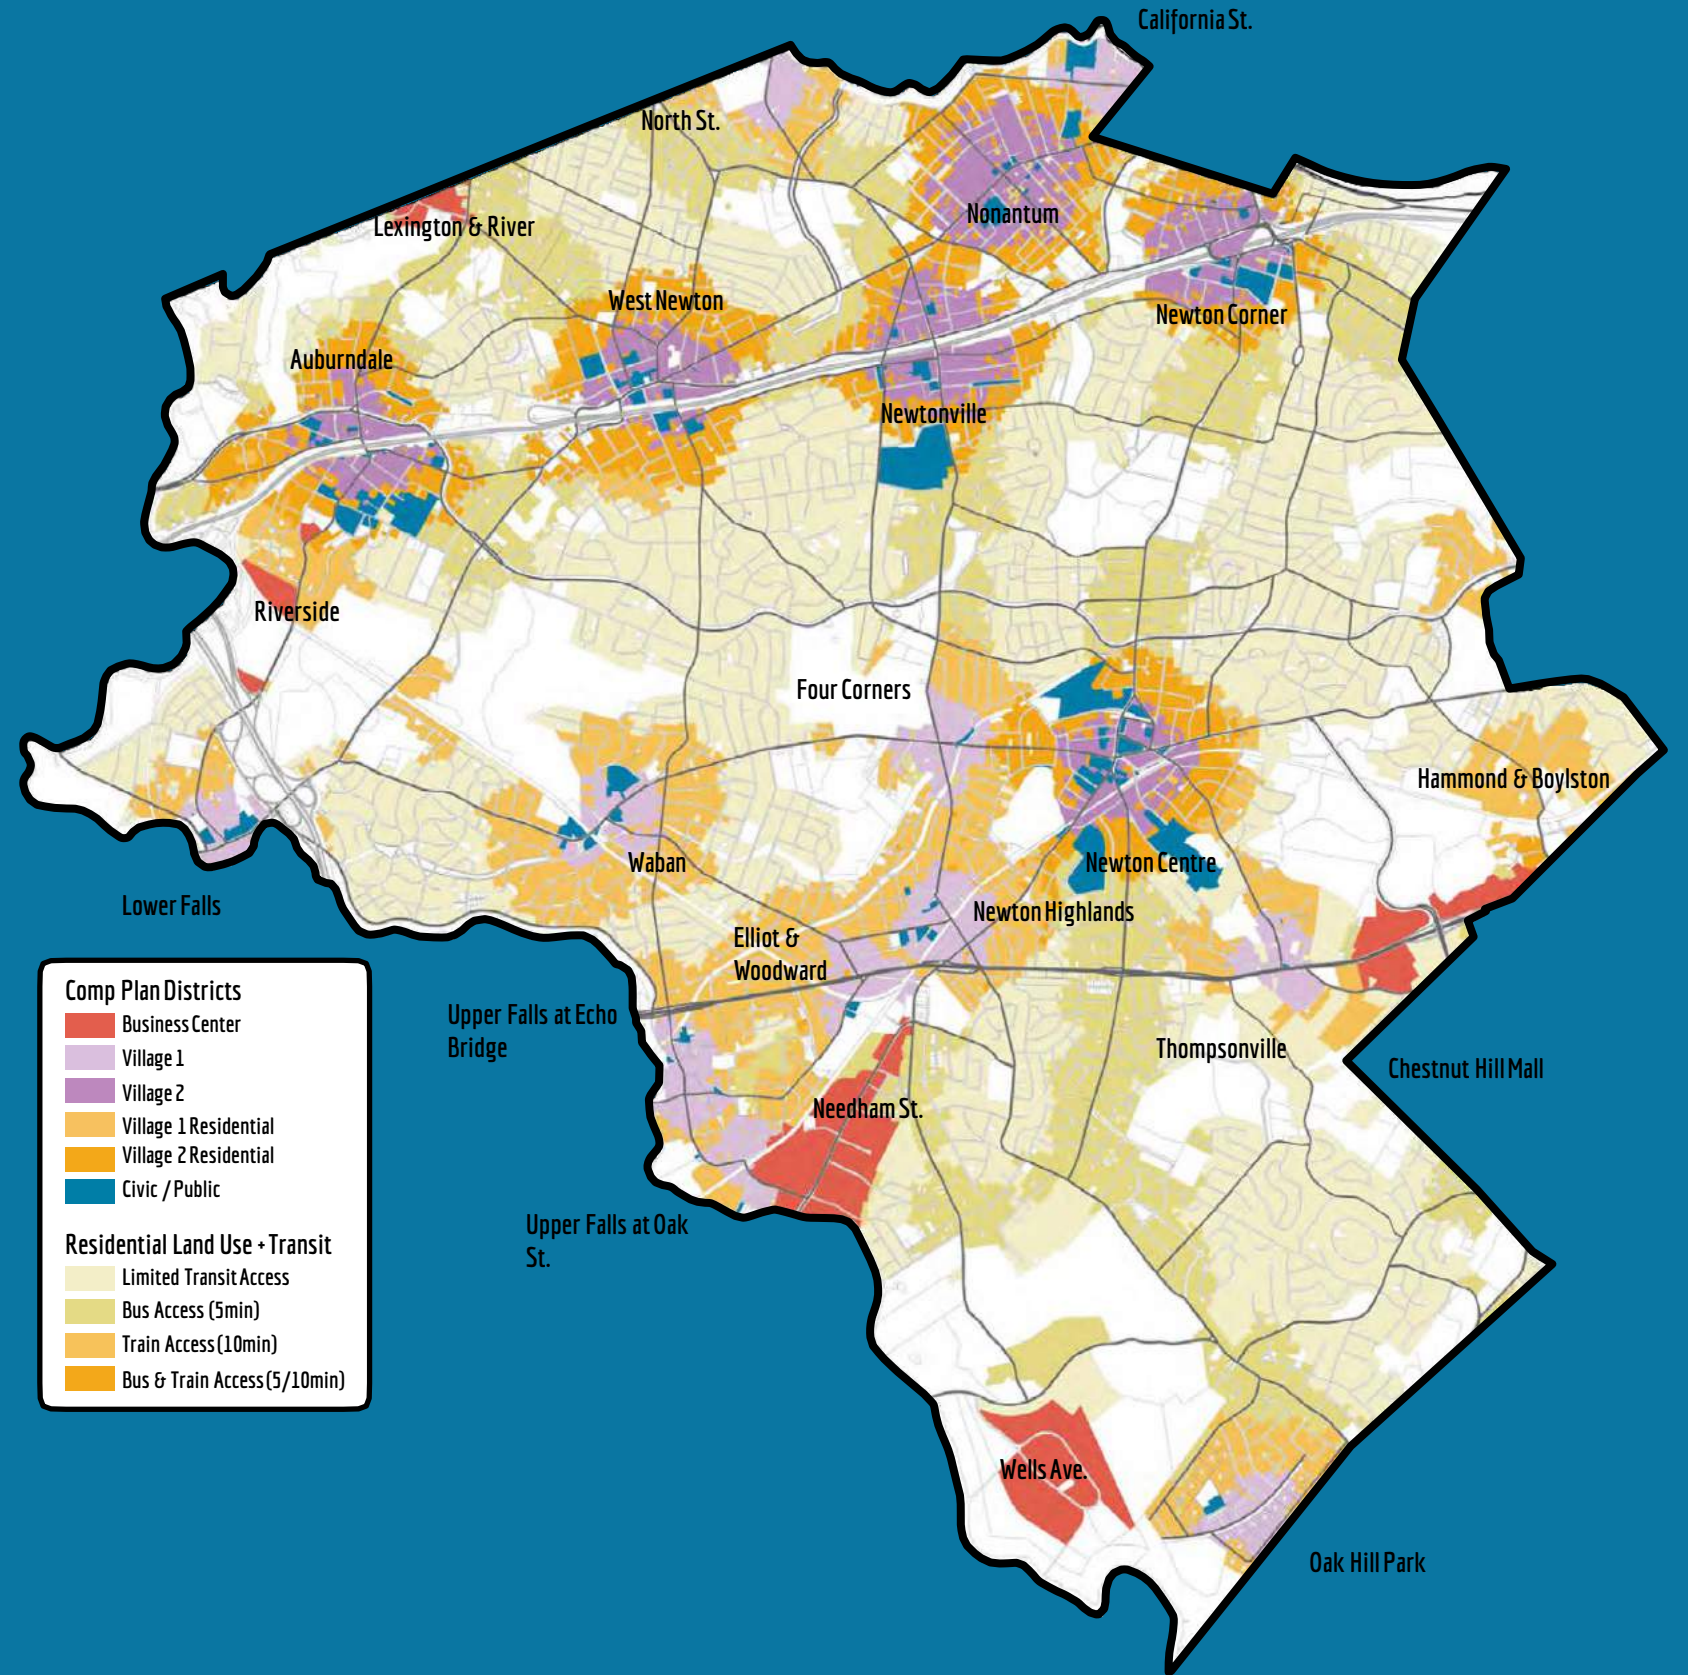 California St.
North St.
Lexington & River
Nonantum
West Newton
Newton Corner
Auburndale
Newtonville
Riverside
Four Corners
Hammond & Boylston
Waban
Newton Centre
Lower Falls
Newton Highlands
Elliot &
Woodward
Upper Falls at Echo
Bridge
Thompsonville
Chestnut Hill Mall
Needham St.
Upper Falls at Oak
St.
Wells Ave.
Oak Hill Park
Comp Plan Districts
Business Center
Village 1
Village 2
Village 1 Residential
Village 2 Residential
Civic / Public
Residential Land Use + Transit
Limited Transit Access
Bus Access (5min)
Train Access (10min)
Bus & Train Access (5/10min)